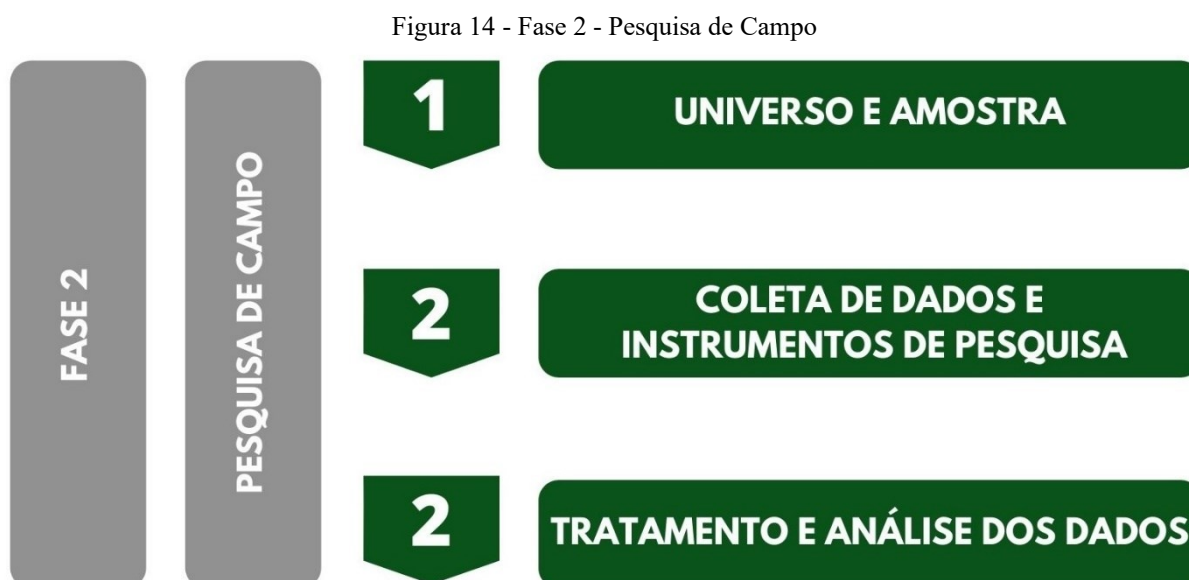 Figura 14 - Fase 2 - Pesquisa de Campo
FASE 2
PESQUISA DE CAMPO
1
UNIVERSO E AMOSTRA
2
COLETA DE DADOS E
INSTRUMENTOS DE PESQUISA
2
TRATAMENTO E ANÁLISE DOS DADOS